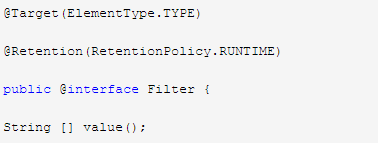 @Target(ElementType.TYPE)
@Retention(RetentionPolicy.RUNTIME)
public @interface Filter {
String [] value();